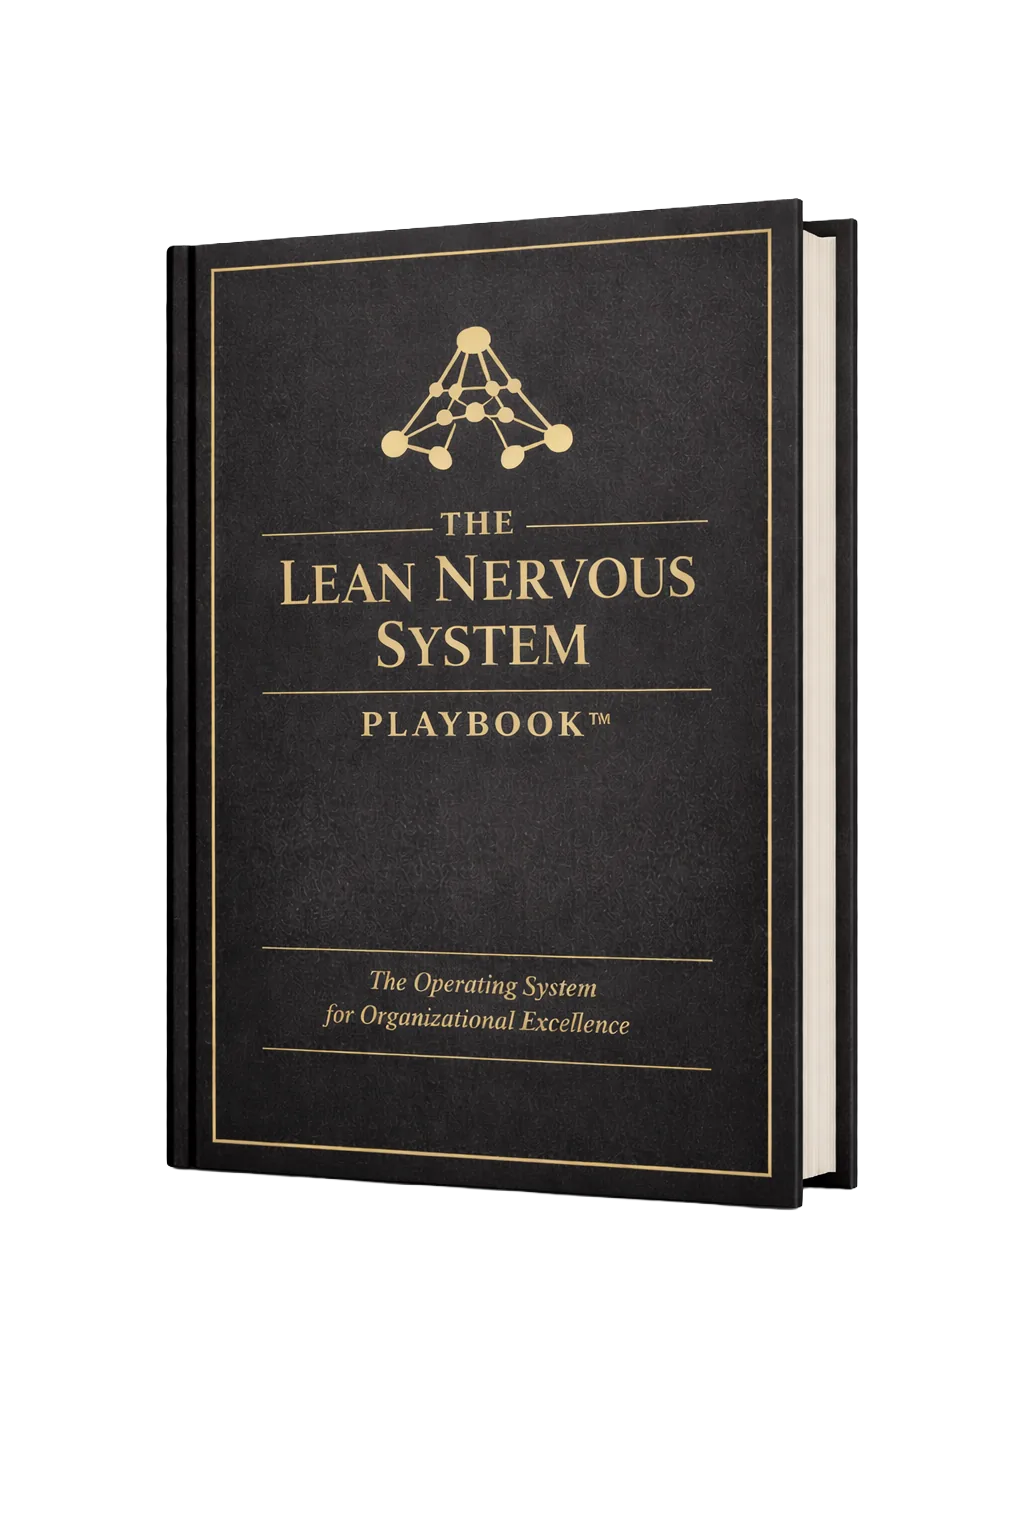 THE
LEAN NERVOUS
SYSTEM
PLAYBOOK™
The Operating System
for Organizational Excellence